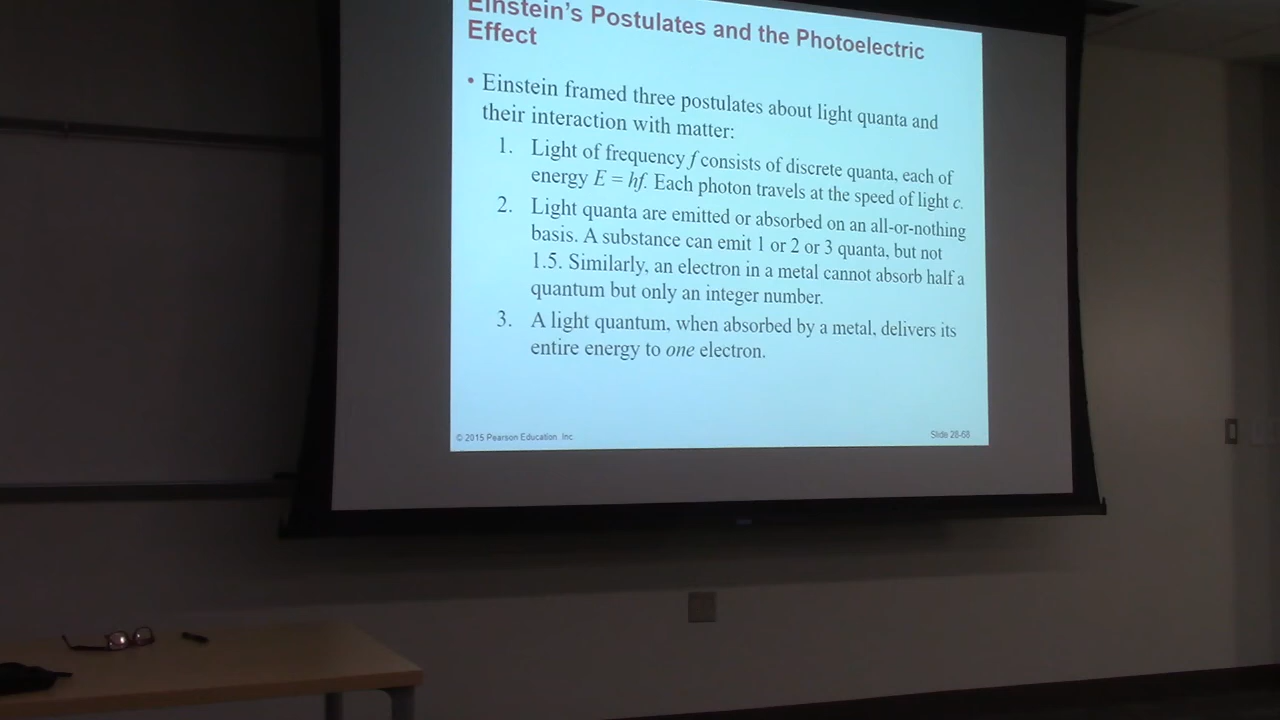 Einstein's Postulates and the Photoelectric
Effect
• Einstein framed three postulates about light quanta and
their interaction with matter:
1. Light of frequency f consists of discrete quanta, each of
energy E = hf. Each photon travels at the speed of light c.
2. Light quanta are emitted or absorbed on an all-or-nothing
basis. A substance can emit 1 or 2 or 3 quanta, but not
1.5. Similarly, an electron in a metal cannot absorb half a
quantum but only an integer number.
3. A light quantum, when absorbed by a metal, delivers its
entire energy to one electron.
© 2015 Pearson Education, Inc.
Slide 28-68